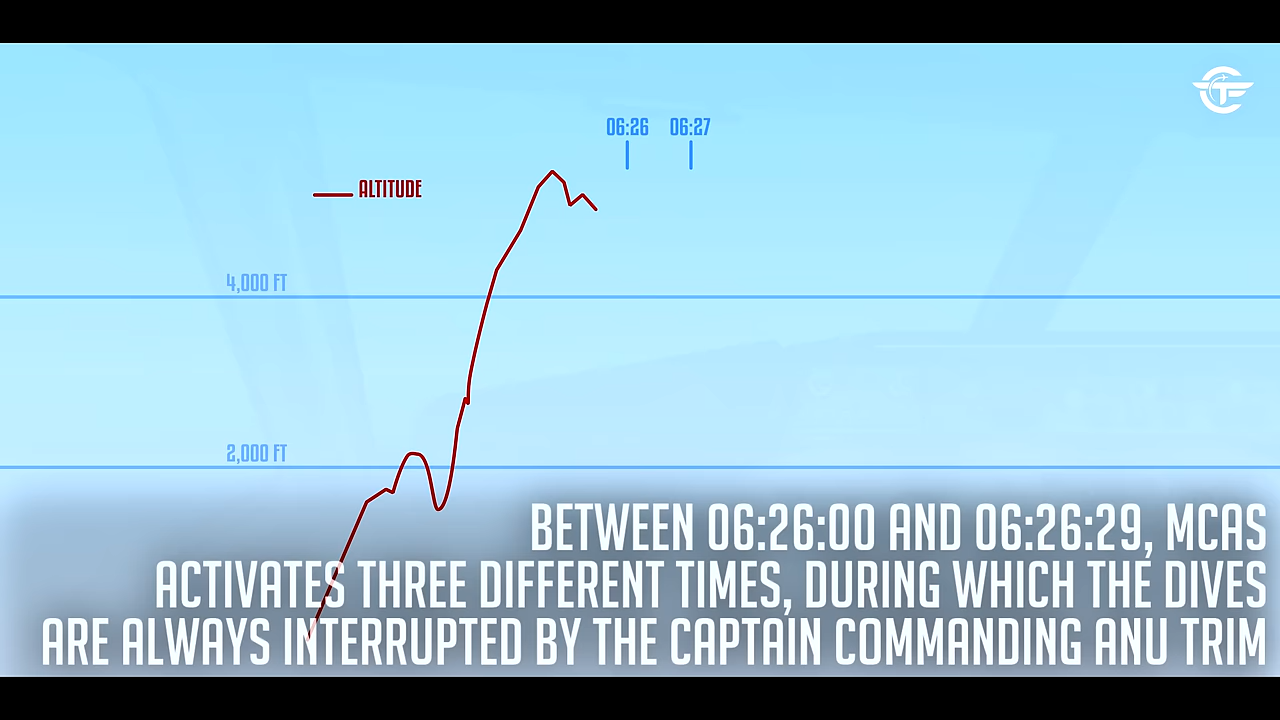 06:26 06:27
ALTITUDE
4,000 FT
2,000 FT
BETWEEN 06:26:00 AND 06:26:29, MCAS
ACTIVATES THREE DIFFERENT TIMES, DURING WHICH THE DIVES
ARE ALWAYS INTERRUPTED BY THE CAPTAIN COMMANDING ANU TRIM